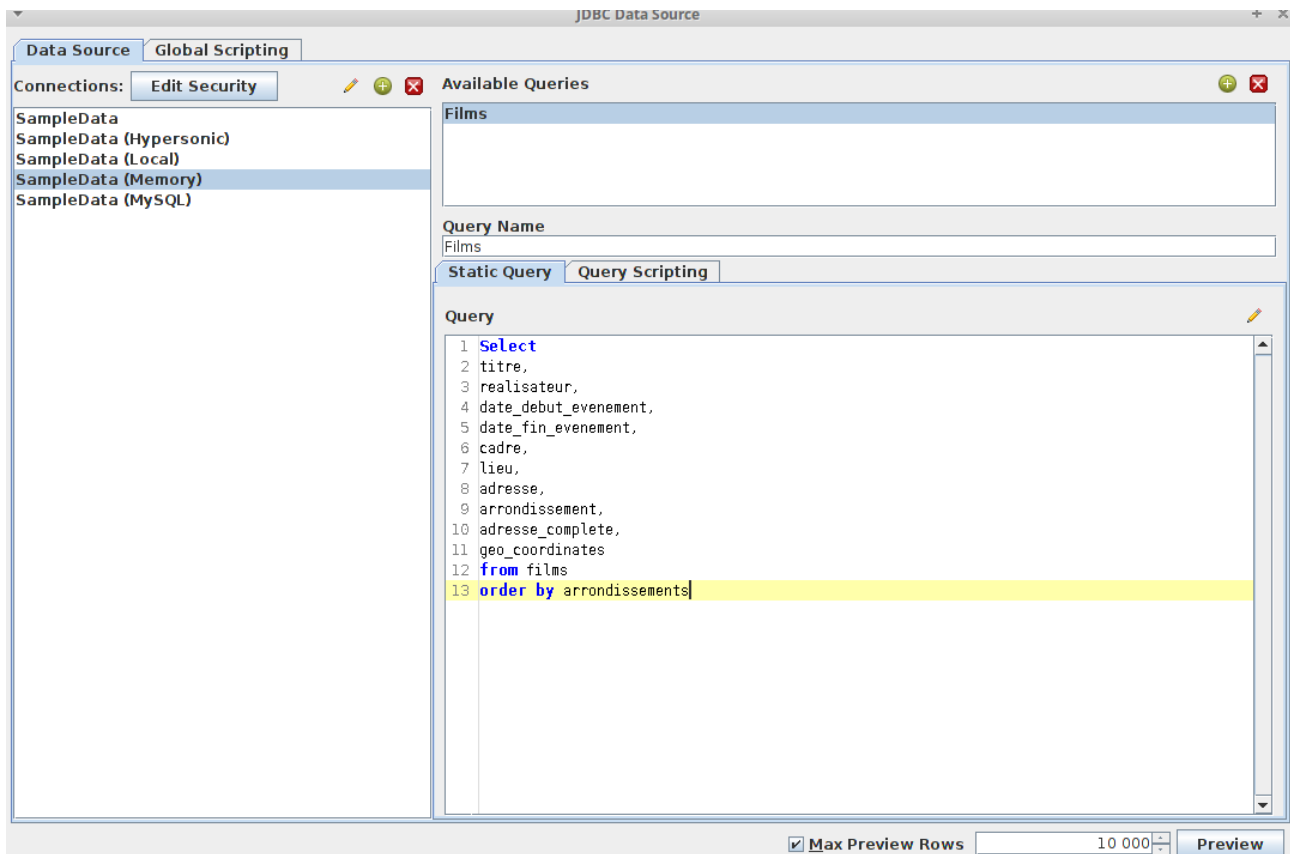 JDBC Data Source
Data Source Global Scripting
Connections: Edit Security
SampleData
SampleData (Hypersonic)
SampleData (Local)
SampleData (Memory)
SampleData (MySQL)
Available Queries
Films
Query Name
Films
Static Query Query Scripting
Query
1 Select
2 titre,
3 realisateur,
4 date_debut_evenement,
5 date_fin_evenement,
6 cadre,
7 lieu,
8 adresse,
9 arrondissement,
10 adresse_complete,
11 geo_coordinates
12 from films
13 order by arrondissements
Max Preview Rows 10 000 Preview